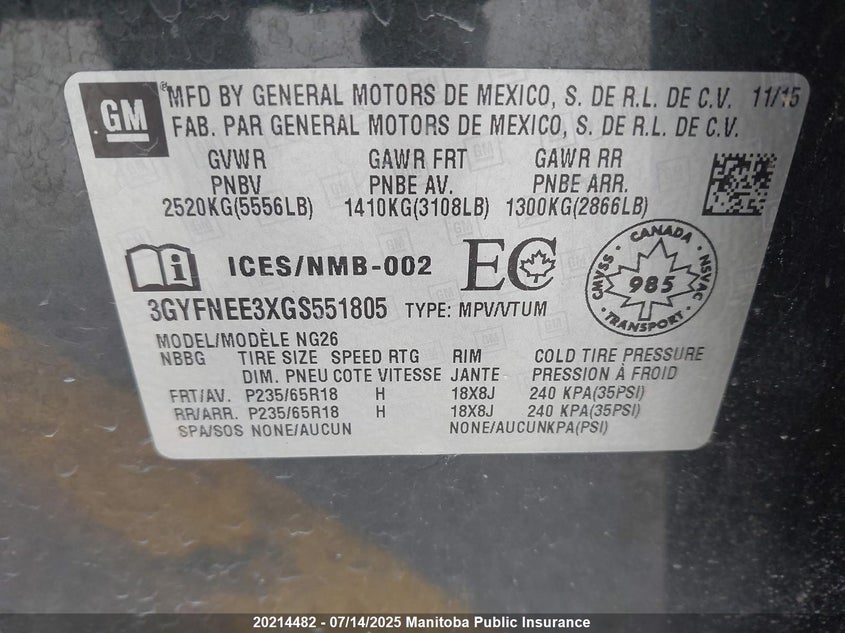 GM
MFD BY GENERAL MOTORS DE MEXICO, S. DE R.L. DE C.V. 11/15
FAB. PAR GENERAL MOTORS DE MEXICO, S. DE R.L. DE C.V.
GVWR GAWR FRT GAWR RR
PNBV PNBE AV. PNBE ARR.
2520KG(5556LB) 1410KG(3108LB) 1300KG(2866LB)
i ICES/NMB-002 EC
CANADA
CMVSS 985 NSVAC
TRANSPORT
3GYFNEE3XGS551805 TYPE: MPV/VTUM
MODEL/MODÈLE NG26
NBBG TIRE SIZE SPEED RTG RIM COLD TIRE PRESSURE
DIM. PNEU COTE VITESSE JANTE PRESSION À FROID
FRT/AV. P235/65R18 H 18X8J 240 KPA(35PSI)
RR/ARR. P235/65R18 H 18X8J 240 KPA(35PSI)
SPA/SOS NONE/AUCUN NONE/AUCUNKPA(PSI)
20214482 - 07/14/2025 Manitoba Public Insurance